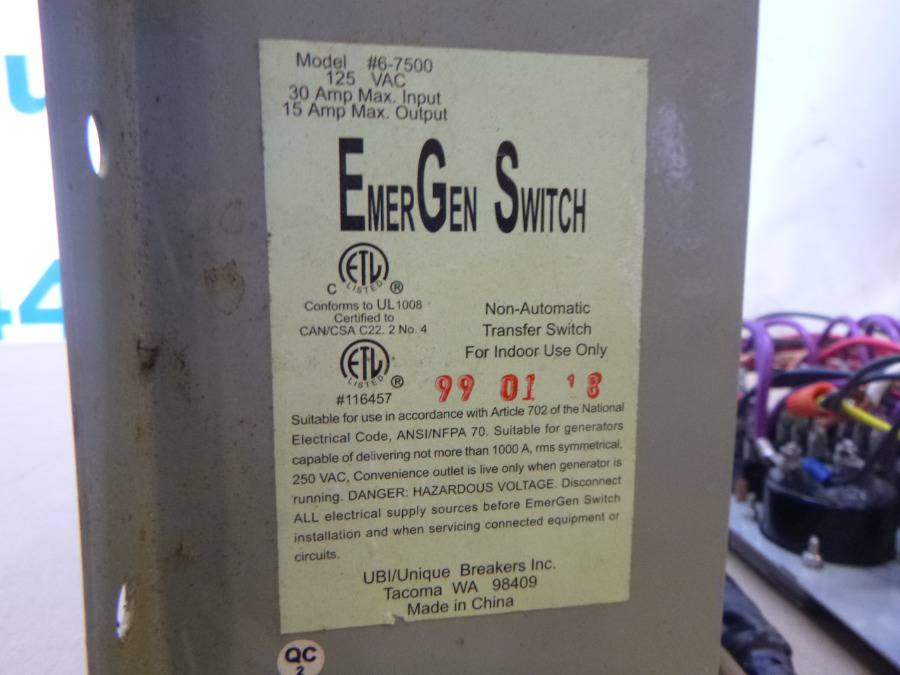 Model #6-7500
125 VAC
30 Amp Max. Input
15 Amp Max. Output
EMERGEN SWITCH
C ETL LISTED ®
Conforms to UL1008
Certified to
CAN/CSA C22. 2 No. 4
ETL LISTED ®
#116457
Non-Automatic
Transfer Switch
For Indoor Use Only
99 01 '8
Suitable for use in accordance with Article 702 of the National
Electrical Code, ANSI/NFPA 70. Suitable for generators
capable of delivering not more than 1000 A, rms symmetrical,
250 VAC, Convenience outlet is live only when generator is
running. DANGER: HAZARDOUS VOLTAGE. Disconnect
ALL electrical supply sources before EmerGen Switch
installation and when servicing connected equipment or
circuits.
UBI/Unique Breakers Inc.
Tacoma WA 98409
Made in China
QC
2